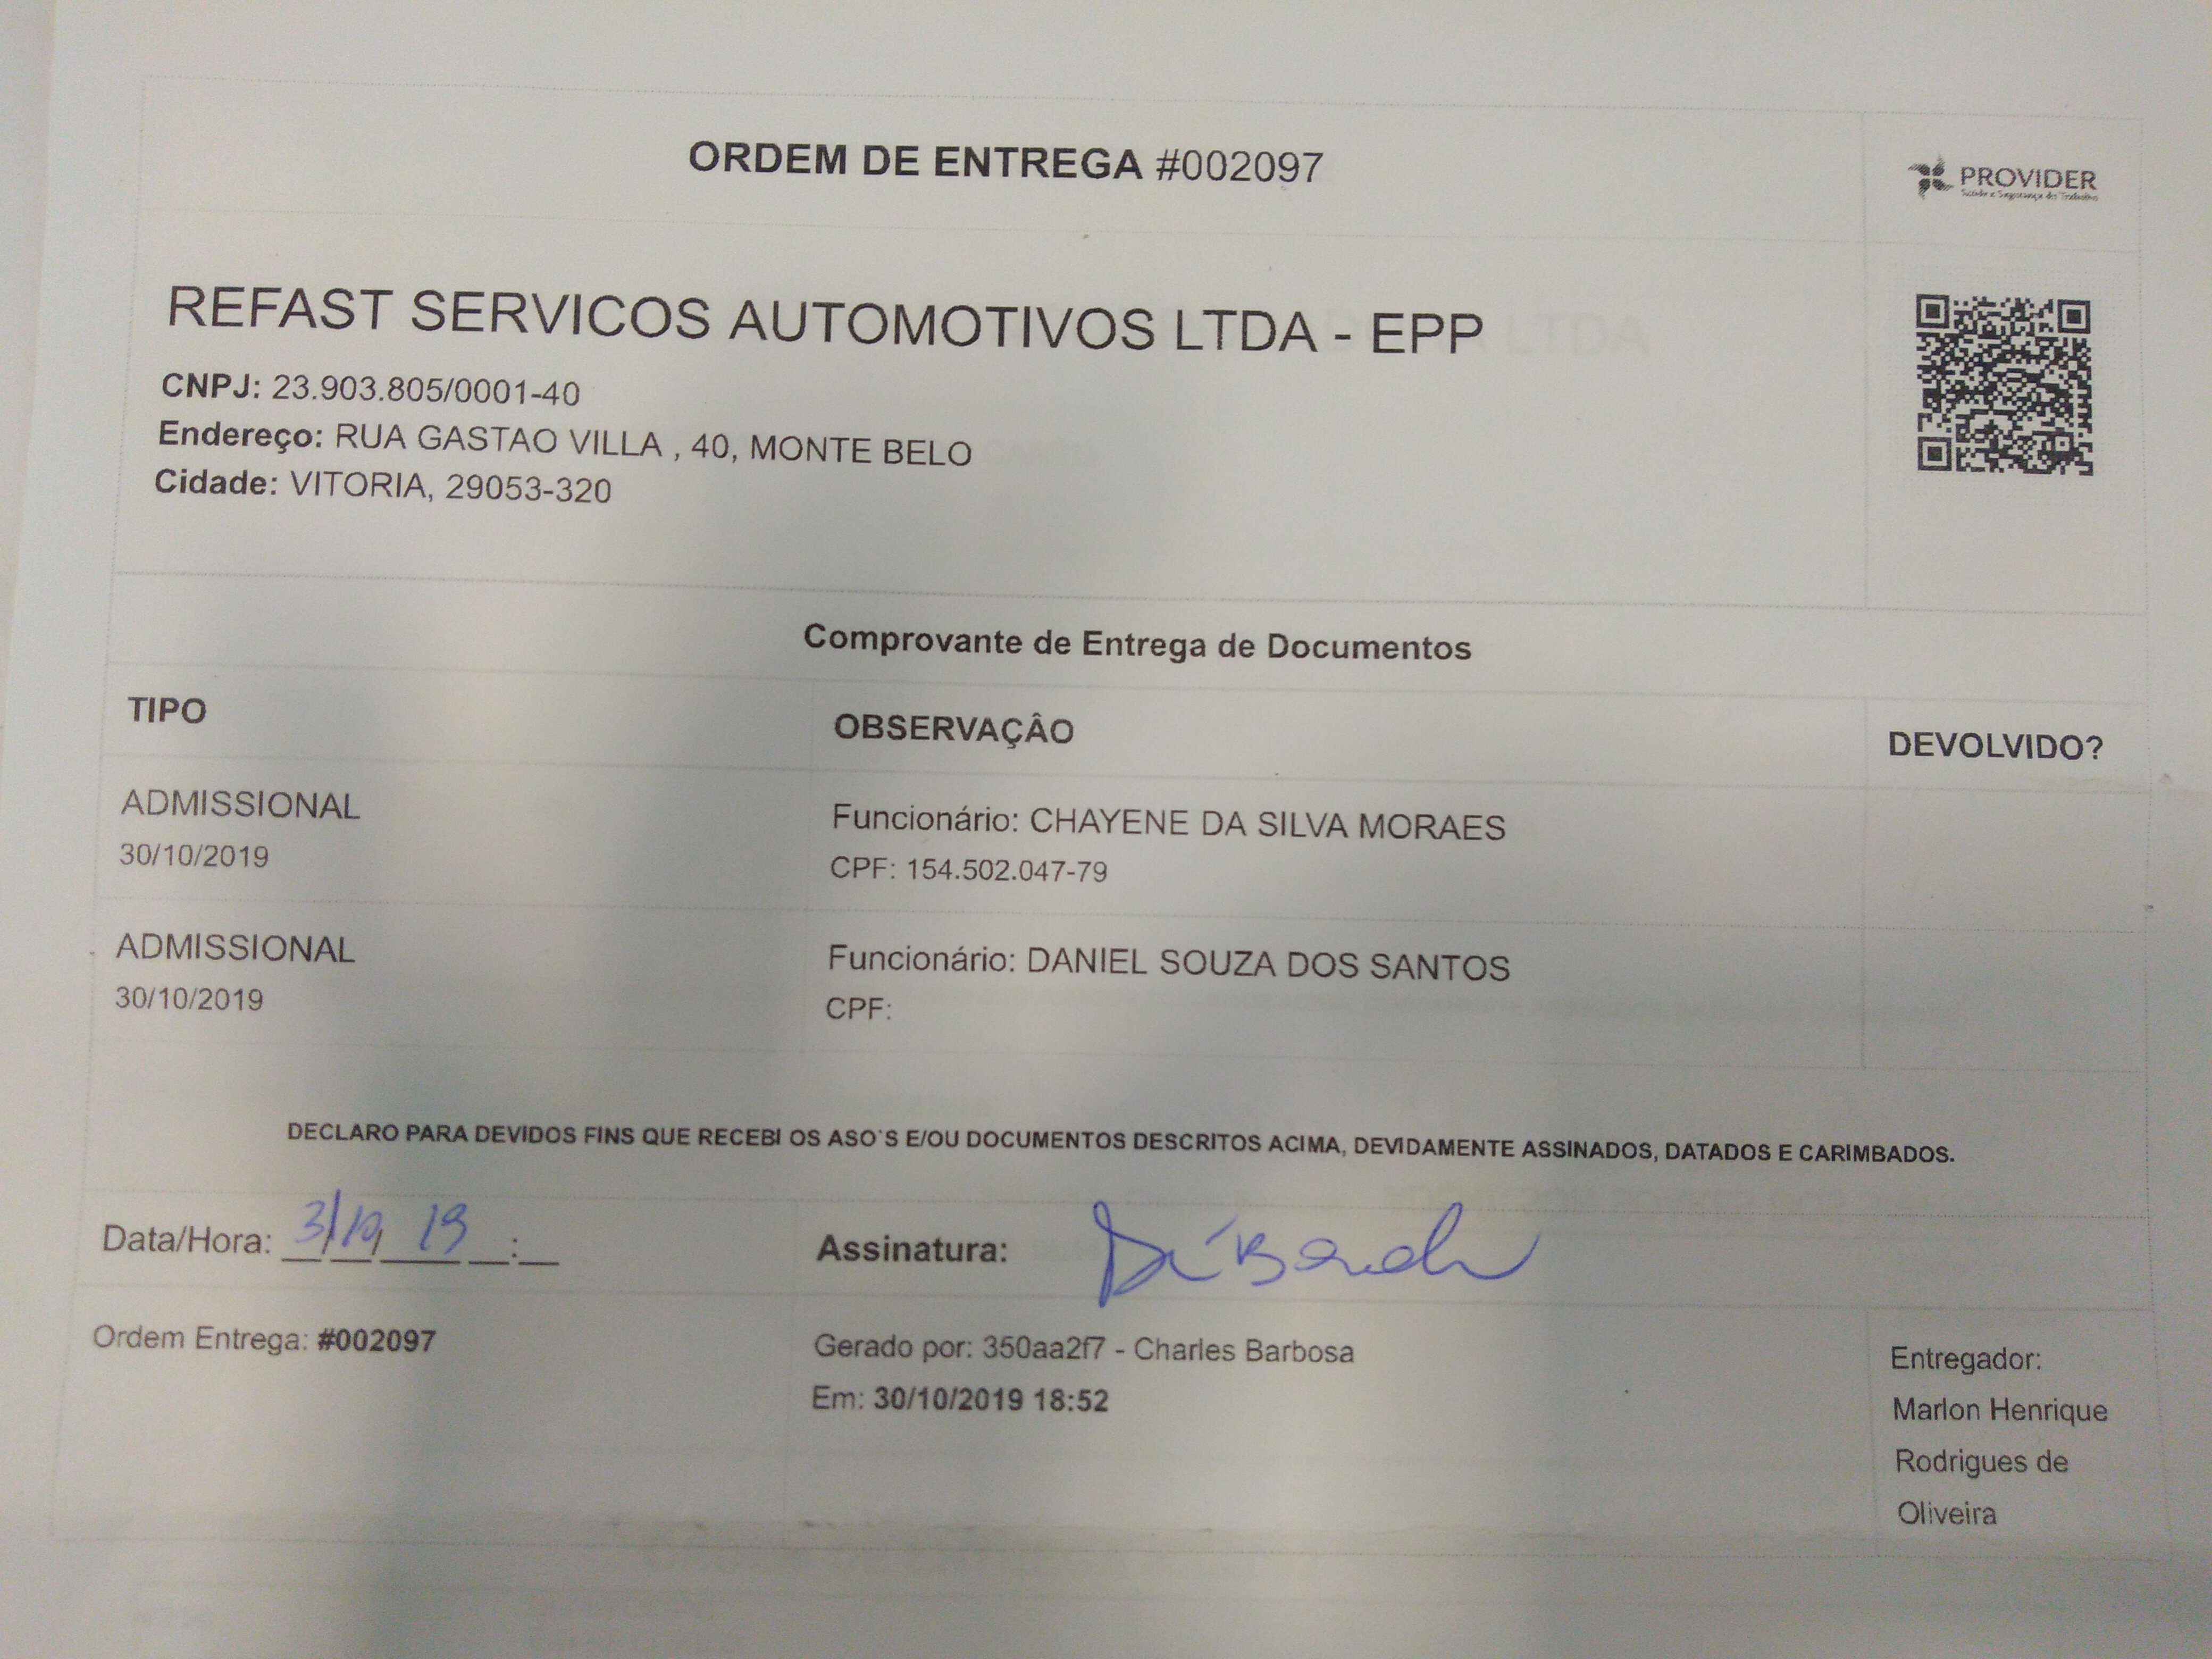 ORDEM DE ENTREGA #002097
PROVIDER
Saúde e Segurança do Trabalho
REFAST SERVICOS AUTOMOTIVOS LTDA - EPP
CNPJ: 23.903.805/0001-40
Endereço: RUA GASTAO VILLA , 40, MONTE BELO
Cidade: VITORIA, 29053-320
Comprovante de Entrega de Documentos
TIPO OBSERVAÇÂO DEVOLVIDO?
ADMISSIONAL Funcionário: CHAYENE DA SILVA MORAES
30/10/2019 CPF: 154.502.047-79
ADMISSIONAL Funcionário: DANIEL SOUZA DOS SANTOS
30/10/2019 CPF:
DECLARO PARA DEVIDOS FINS QUE RECEBI OS ASO'S E/OU DOCUMENTOS DESCRITOS ACIMA, DEVIDAMENTE ASSINADOS, DATADOS E CARIMBADOS.
Data/Hora: 31/10/19 : Assinatura:
Ordem Entrega: #002097 Gerado por: 350aa2f7 - Charles Barbosa
Em: 30/10/2019 18:52
Entregador:
Marlon Henrique
Rodrigues de
Oliveira